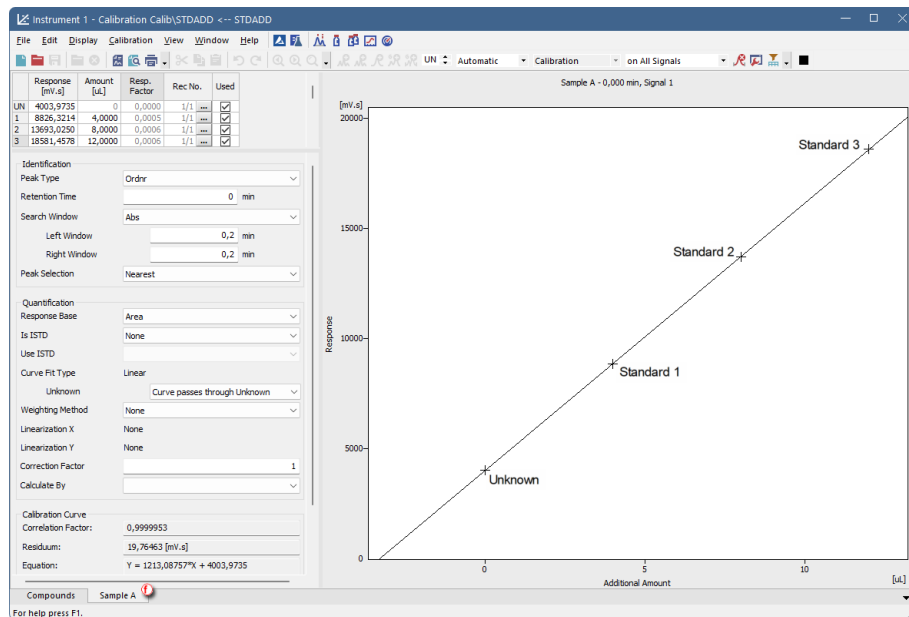 Instrument 1 - Calibration Calib\STDADD <-- STDADD
File Edit Display Calibration View Window Help
UN Automatic Calibration on All Signals
Response [mV.s] Amount [uL] Resp. Factor Rec No. Used
UN 4003,9735 0 0,0000 1/1 ...
1 8826,3214 4,0000 0,0005 1/1 ...
2 13693,0250 8,0000 0,0006 1/1 ...
3 18581,4578 12,0000 0,0006 1/1 ...
Identification
Peak Type Ordnr
Retention Time 0 min
Search Window Abs
Left Window 0,2 min
Right Window 0,2 min
Peak Selection Nearest
Quantification
Response Base Area
Is ISTD None
Use ISTD
Curve Fit Type Linear
Unknown Curve passes through Unknown
Weighting Method None
Linearization X None
Linearization Y None
Correction Factor 1
Calculate By
Calibration Curve
Correlation Factor: 0,9999953
Residuum: 19,76463 [mV.s]
Equation: Y = 1213,08757*X + 4003,9735
Sample A - 0,000 min, Signal 1
[mV.s]
20000
Standard 3
15000
Standard 2
10000
Response
Standard 1
5000
Unknown
0
0 5 10
Additional Amount [uL]
Compounds Sample A f
For help press F1.